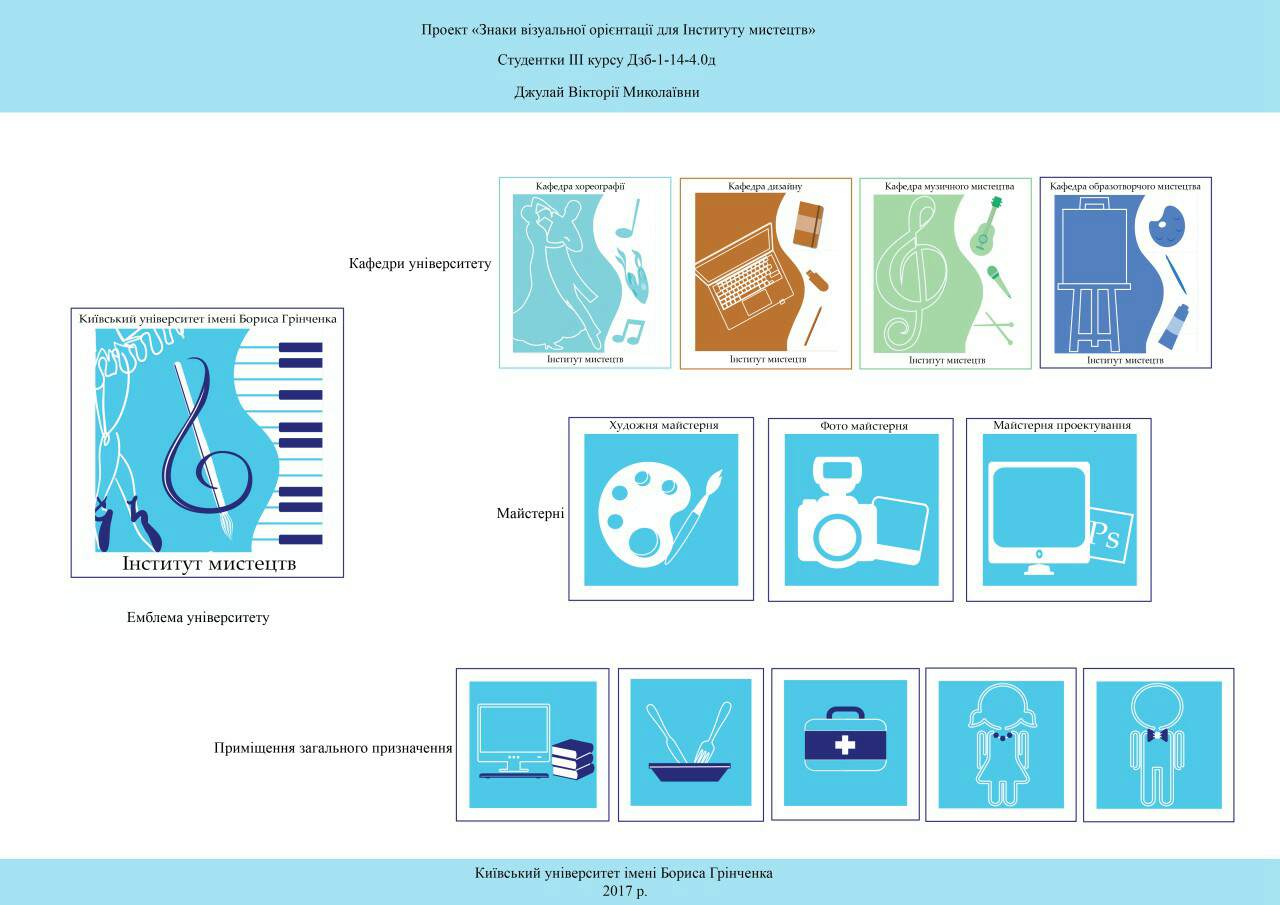 Проект «Знаки візуальної орієнтації для Інституту мистецтв»
Студентки ІІІ курсу Дзб-1-14-4.0д
Джулай Вікторії Миколаївни
Кафедри університету
Кафедра хореографії
Інститут мистецтв
Кафедра дизайну
Інститут мистецтв
Кафедра музичного мистецтва
Інститут мистецтв
Кафедра образотворчого мистецтва
Інститут мистецтв
Київський університет імені Бориса Грінченка
Інститут мистецтв
Емблема університету
Майстерні
Художня майстерня
Фото майстерня
Майстерня проектування
Ps
Приміщення загального призначення
Київський університет імені Бориса Грінченка
2017 р.